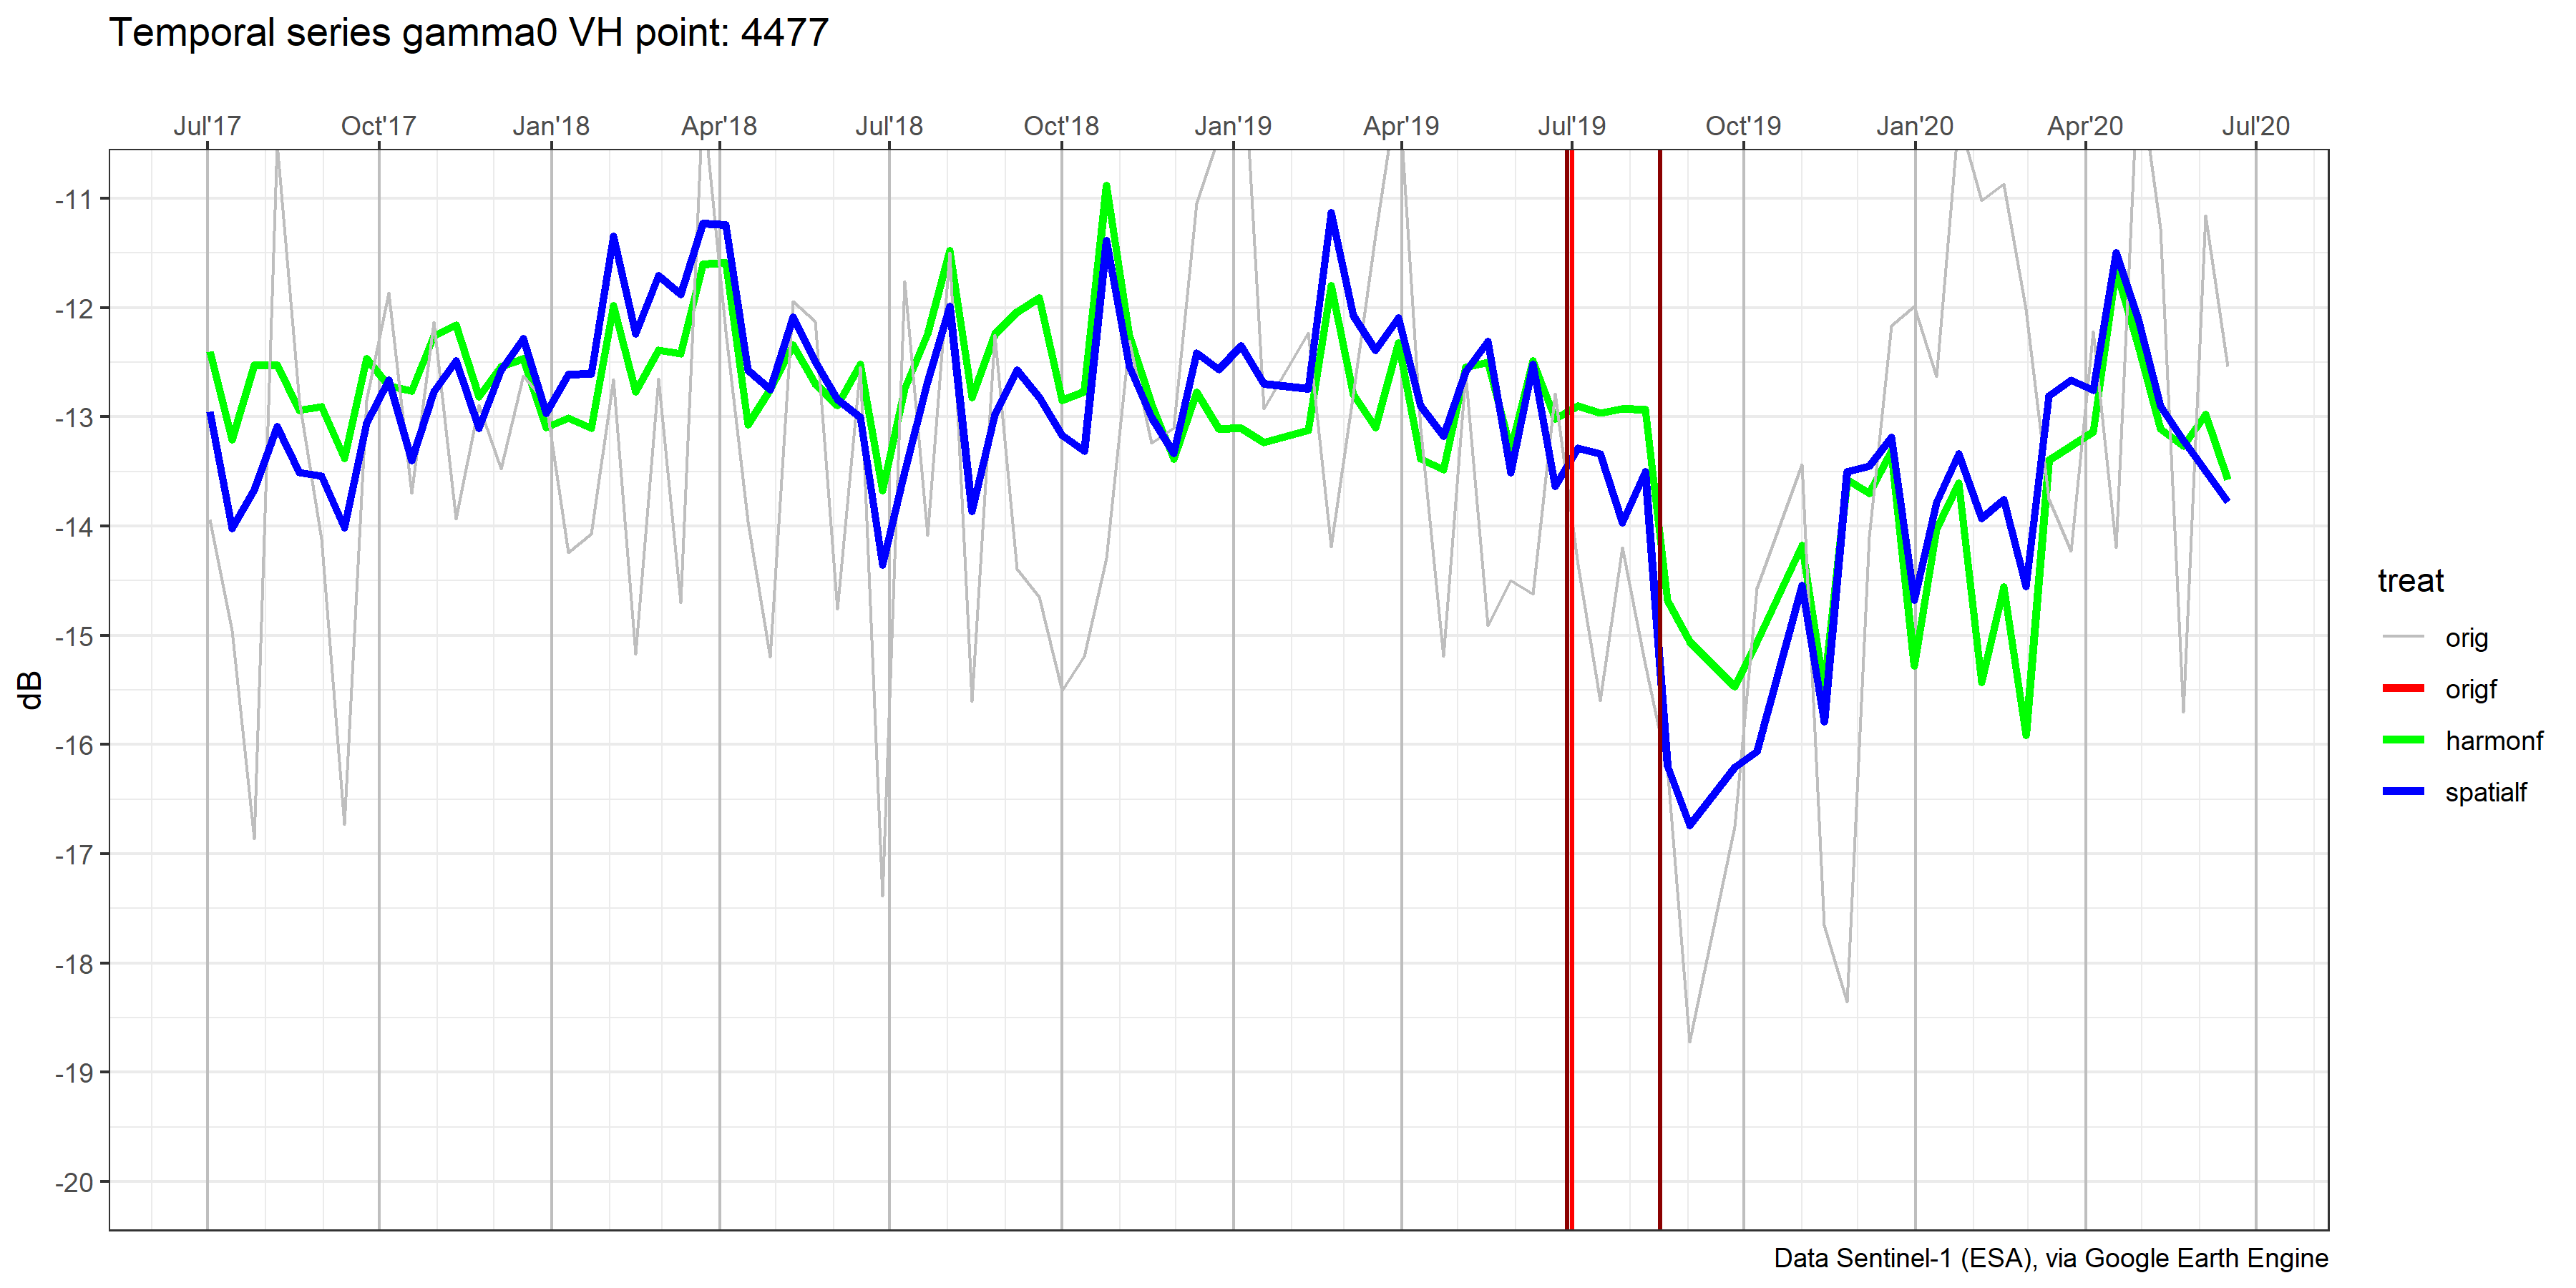 Temporal series gamma0 VH point: 4477
Jul'17 Oct'17 Jan'18 Apr'18 Jul'18 Oct'18 Jan'19 Apr'19 Jul'19 Oct'19 Jan'20 Apr'20 Jul'20
-11
-12
-13
-14
-15
-16
-17
-18
-19
-20
dB
treat
orig
origf
harmonf
spatialf
Data Sentinel-1 (ESA), via Google Earth Engine